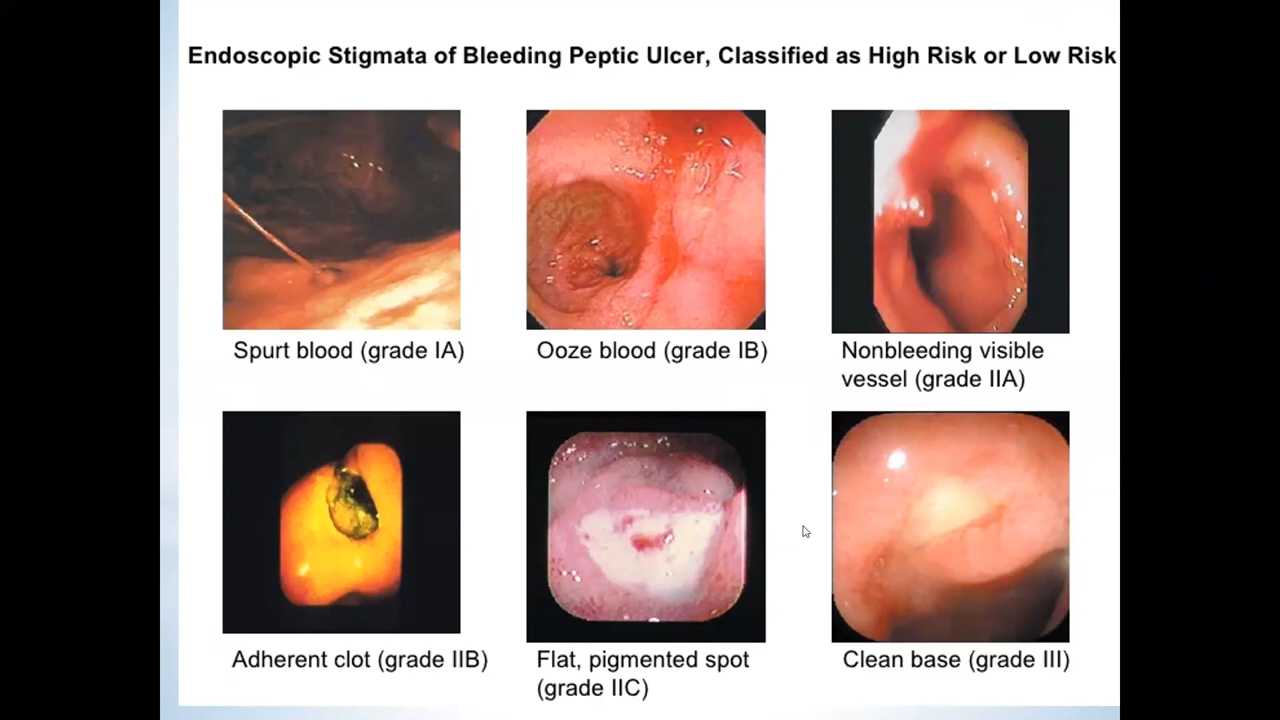 Endoscopic Stigmata of Bleeding Peptic Ulcer, Classified as High Risk or Low Risk
Spurt blood (grade IA)
Ooze blood (grade IB)
Nonbleeding visible
vessel (grade IIA)
Adherent clot (grade IIB)
Flat, pigmented spot
(grade IIC)
Clean base (grade III)